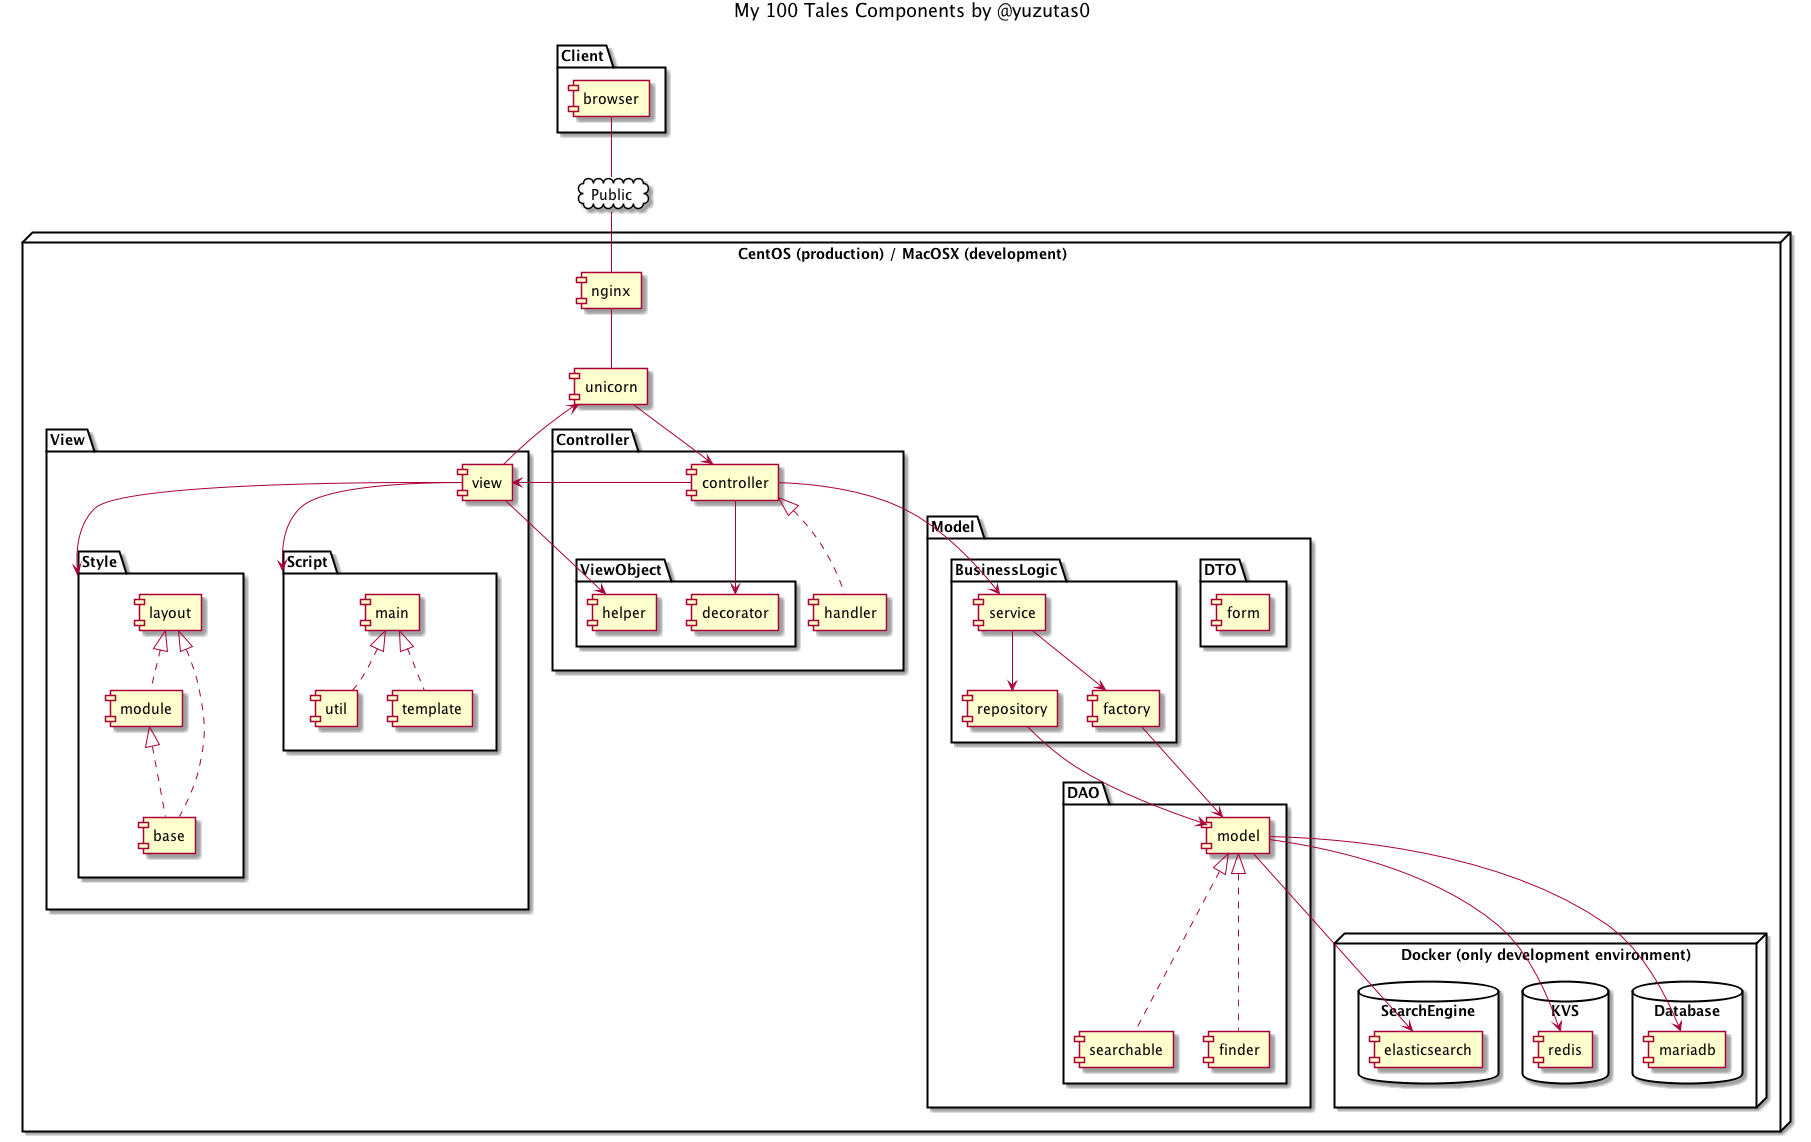 My 100 Tales Components by @yuzutas0
Client
browser
Public
CentOS (production) / MacOSX (development)
nginx
unicorn
View
view
Controller
controller
Model
Style
layout
module
base
Script
main
util
template
ViewObject
helper
decorator
handler
BusinessLogic
service
repository
factory
DTO
form
DAO
model
searchable
finder
Docker (only development environment)
SearchEngine
elasticsearch
KVS
redis
Database
mariadb